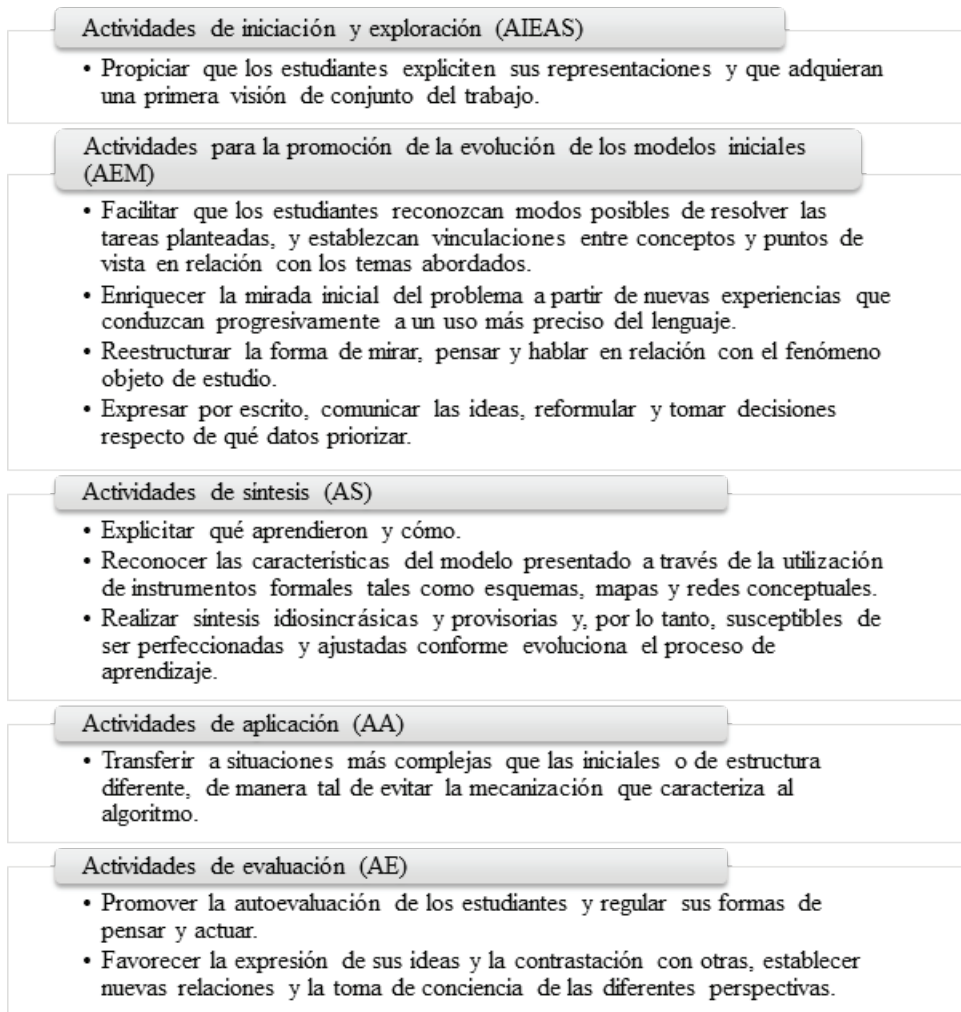 Actividades de iniciación y exploración (AIEAS)
• Propiciar que los estudiantes expliciten sus representaciones y que adquieran
una primera visión de conjunto del trabajo.
Actividades para la promoción de la evolución de los modelos iniciales
(AEM)
• Facilitar que los estudiantes reconozcan modos posibles de resolver las
tareas planteadas, y establezcan vinculaciones entre conceptos y puntos de
vista en relación con los temas abordados.
• Enriquecer la mirada inicial del problema a partir de nuevas experiencias que
conduzcan progresivamente a un uso más preciso del lenguaje.
• Reestructurar la forma de mirar, pensar y hablar en relación con el fenómeno
objeto de estudio.
• Expresar por escrito, comunicar las ideas, reformular y tomar decisiones
respecto de qué datos priorizar.
Actividades de síntesis (AS)
• Explicitar qué aprendieron y cómo.
• Reconocer las características del modelo presentado a través de la utilización
de instrumentos formales tales como esquemas, mapas y redes conceptuales.
• Realizar síntesis idiosincrásicas y provisorias y, por lo tanto, susceptibles de
ser perfeccionadas y ajustadas conforme evoluciona el proceso de
aprendizaje.
Actividades de aplicación (AA)
• Transferir a situaciones más complejas que las iniciales o de estructura
diferente, de manera tal de evitar la mecanización que caracteriza al
algoritmo.
Actividades de evaluación (AE)
• Promover la autoevaluación de los estudiantes y regular sus formas de
pensar y actuar.
• Favorecer la expresión de sus ideas y la contrastación con otras, establecer
nuevas relaciones y la toma de conciencia de las diferentes perspectivas.